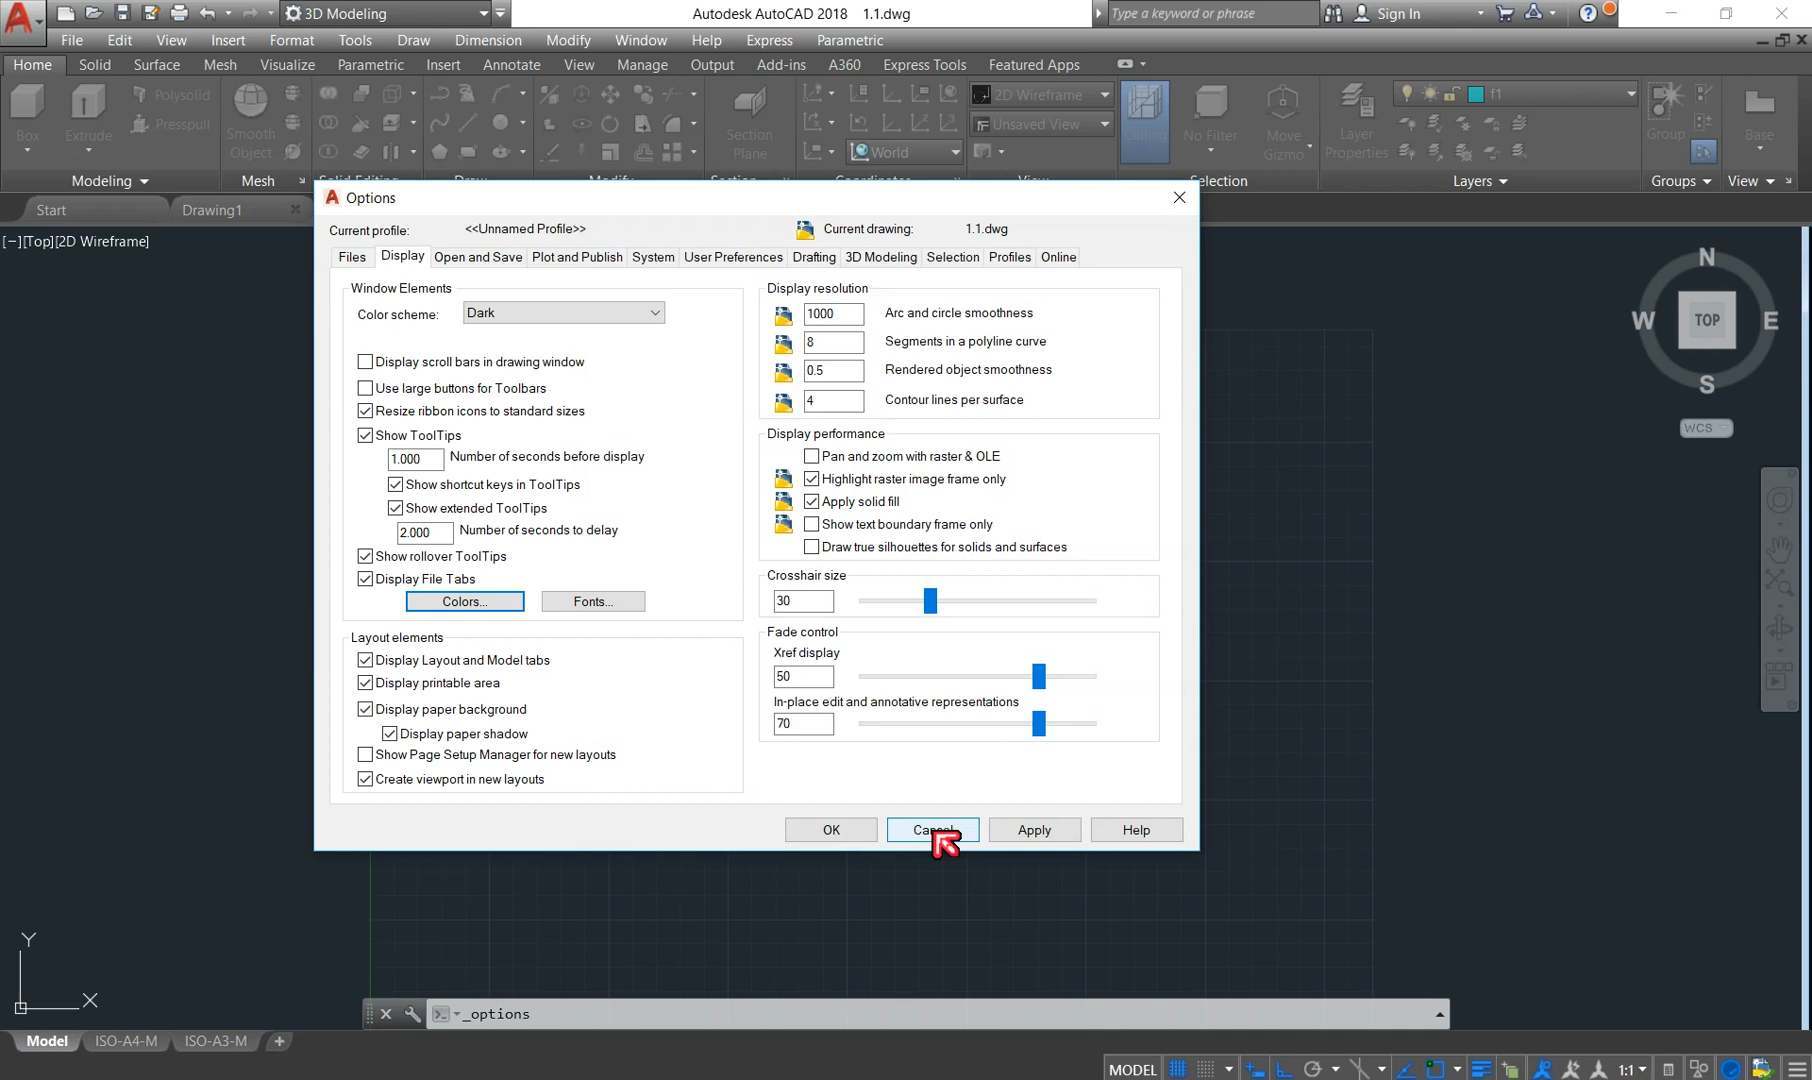 3D Modeling
Autodesk AutoCAD 2018 1.1.dwg
Type a keyword or phrase
Sign In
File Edit View Insert Format Tools Draw Dimension Modify Window Help Express Parametric
Home Solid Surface Mesh Visualize Parametric Insert Annotate View Manage Output Add-ins A360 Express Tools Featured Apps
Box
Extrude
Polysolid
Presspull
Smooth
Object
Section
Plane
World
2D Wireframe
Unsaved View
No Filter
Move
Gizmo
Layer
Properties
f1
Group
Base
Modeling
Mesh
Selection
Layers
Groups
View
Start
Drawing1
[−][Top][2D Wireframe]
Options
Current profile: <<Unnamed Profile>>
Current drawing: 1.1.dwg
Files Display Open and Save Plot and Publish System User Preferences Drafting 3D Modeling Selection Profiles Online
Window Elements
Color scheme: Dark
Display scroll bars in drawing window
Use large buttons for Toolbars
Resize ribbon icons to standard sizes
Show ToolTips
1.000 Number of seconds before display
Show shortcut keys in ToolTips
Show extended ToolTips
2.000 Number of seconds to delay
Show rollover ToolTips
Display File Tabs
Colors... Fonts...
Layout elements
Display Layout and Model tabs
Display printable area
Display paper background
Display paper shadow
Show Page Setup Manager for new layouts
Create viewport in new layouts
Display resolution
1000 Arc and circle smoothness
8 Segments in a polyline curve
0.5 Rendered object smoothness
4 Contour lines per surface
Display performance
Pan and zoom with raster & OLE
Highlight raster image frame only
Apply solid fill
Show text boundary frame only
Draw true silhouettes for solids and surfaces
Crosshair size
30
Fade control
Xref display
50
In-place edit and annotative representations
70
OK Cancel Apply Help
N
W TOP E
S
WCS
Y
X
_options
Model ISO-A4-M ISO-A3-M +
MODEL
1:1